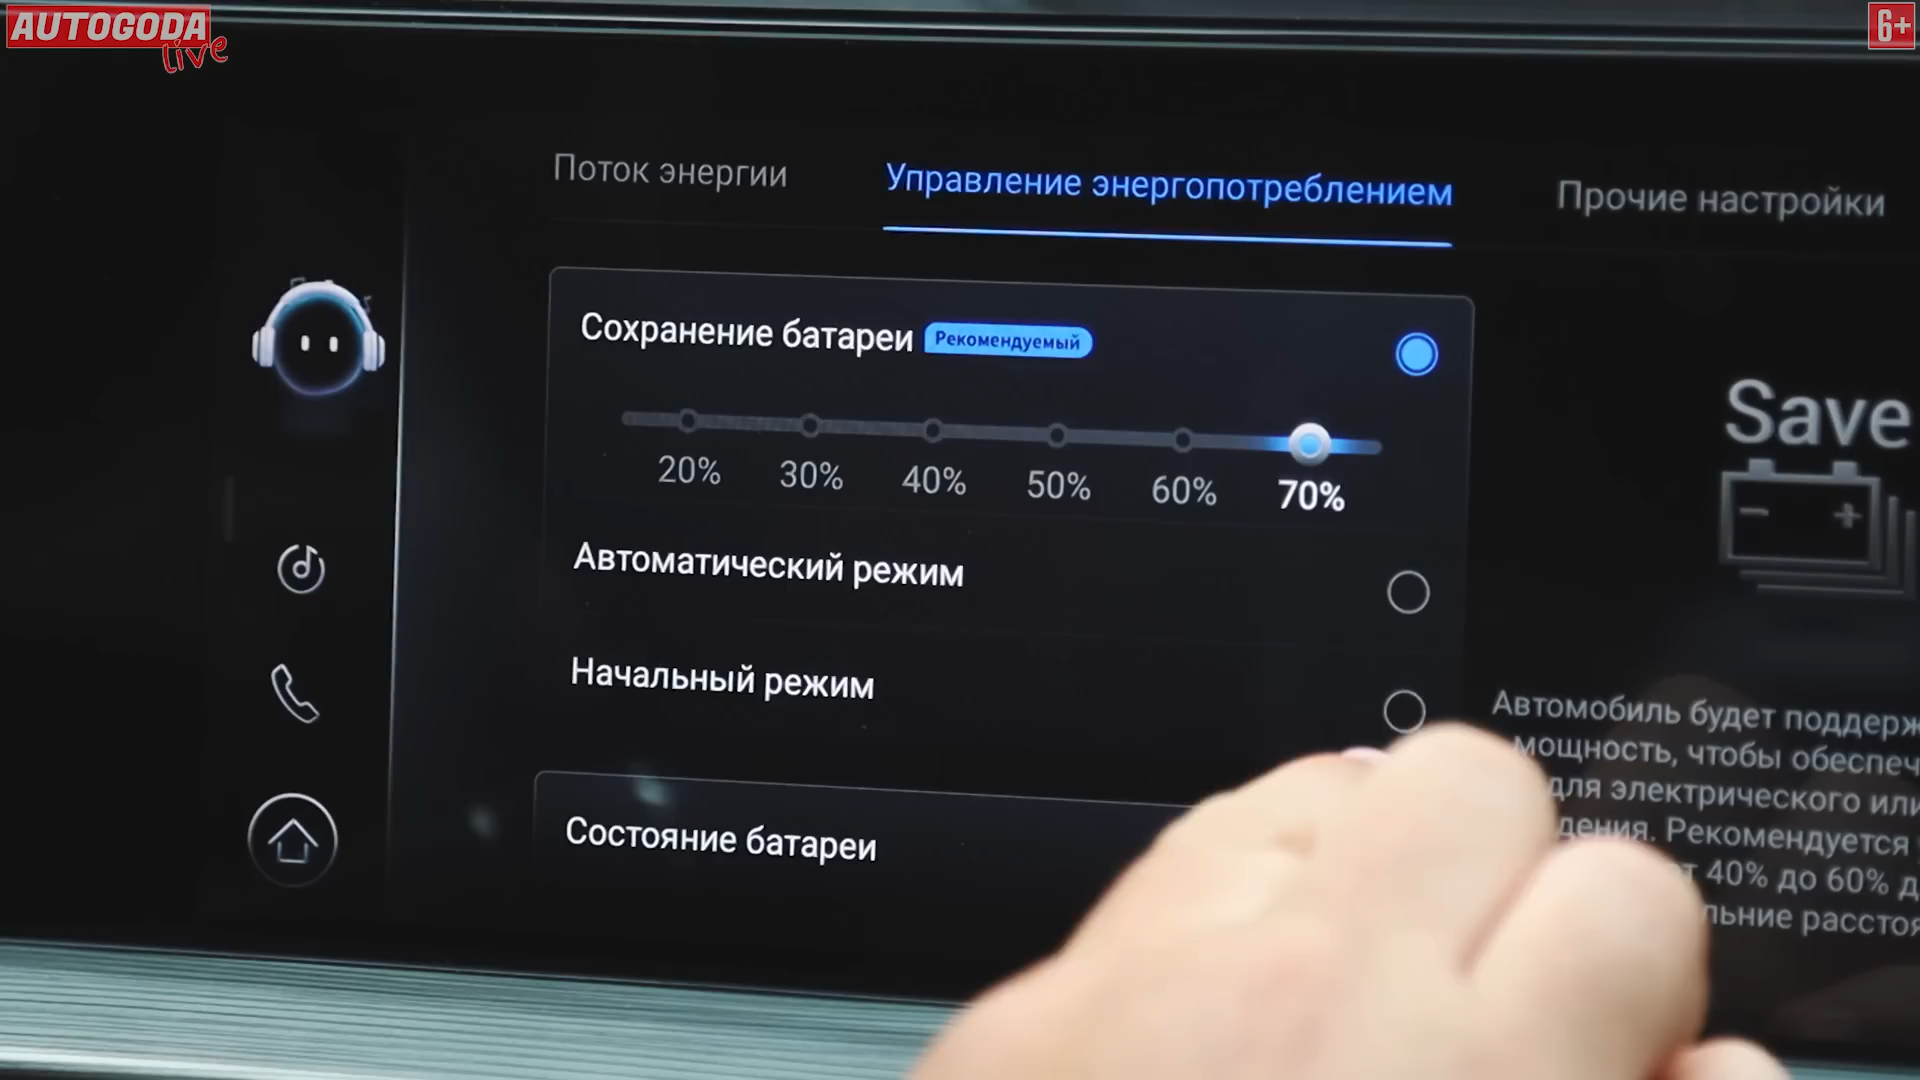 AUTOGODA
live
6+
Поток энергии
Управление энергопотреблением
Прочие настройки
Сохранение батареи
Рекомендуемый
20%
30%
40%
50%
60%
70%
Автоматический режим
Начальный режим
Состояние батареи
Save
Автомобиль будет поддерж
мощность, чтобы обеспеч
для электрического или
дения. Рекомендуется
т 40% до 60% д
льние расстоя